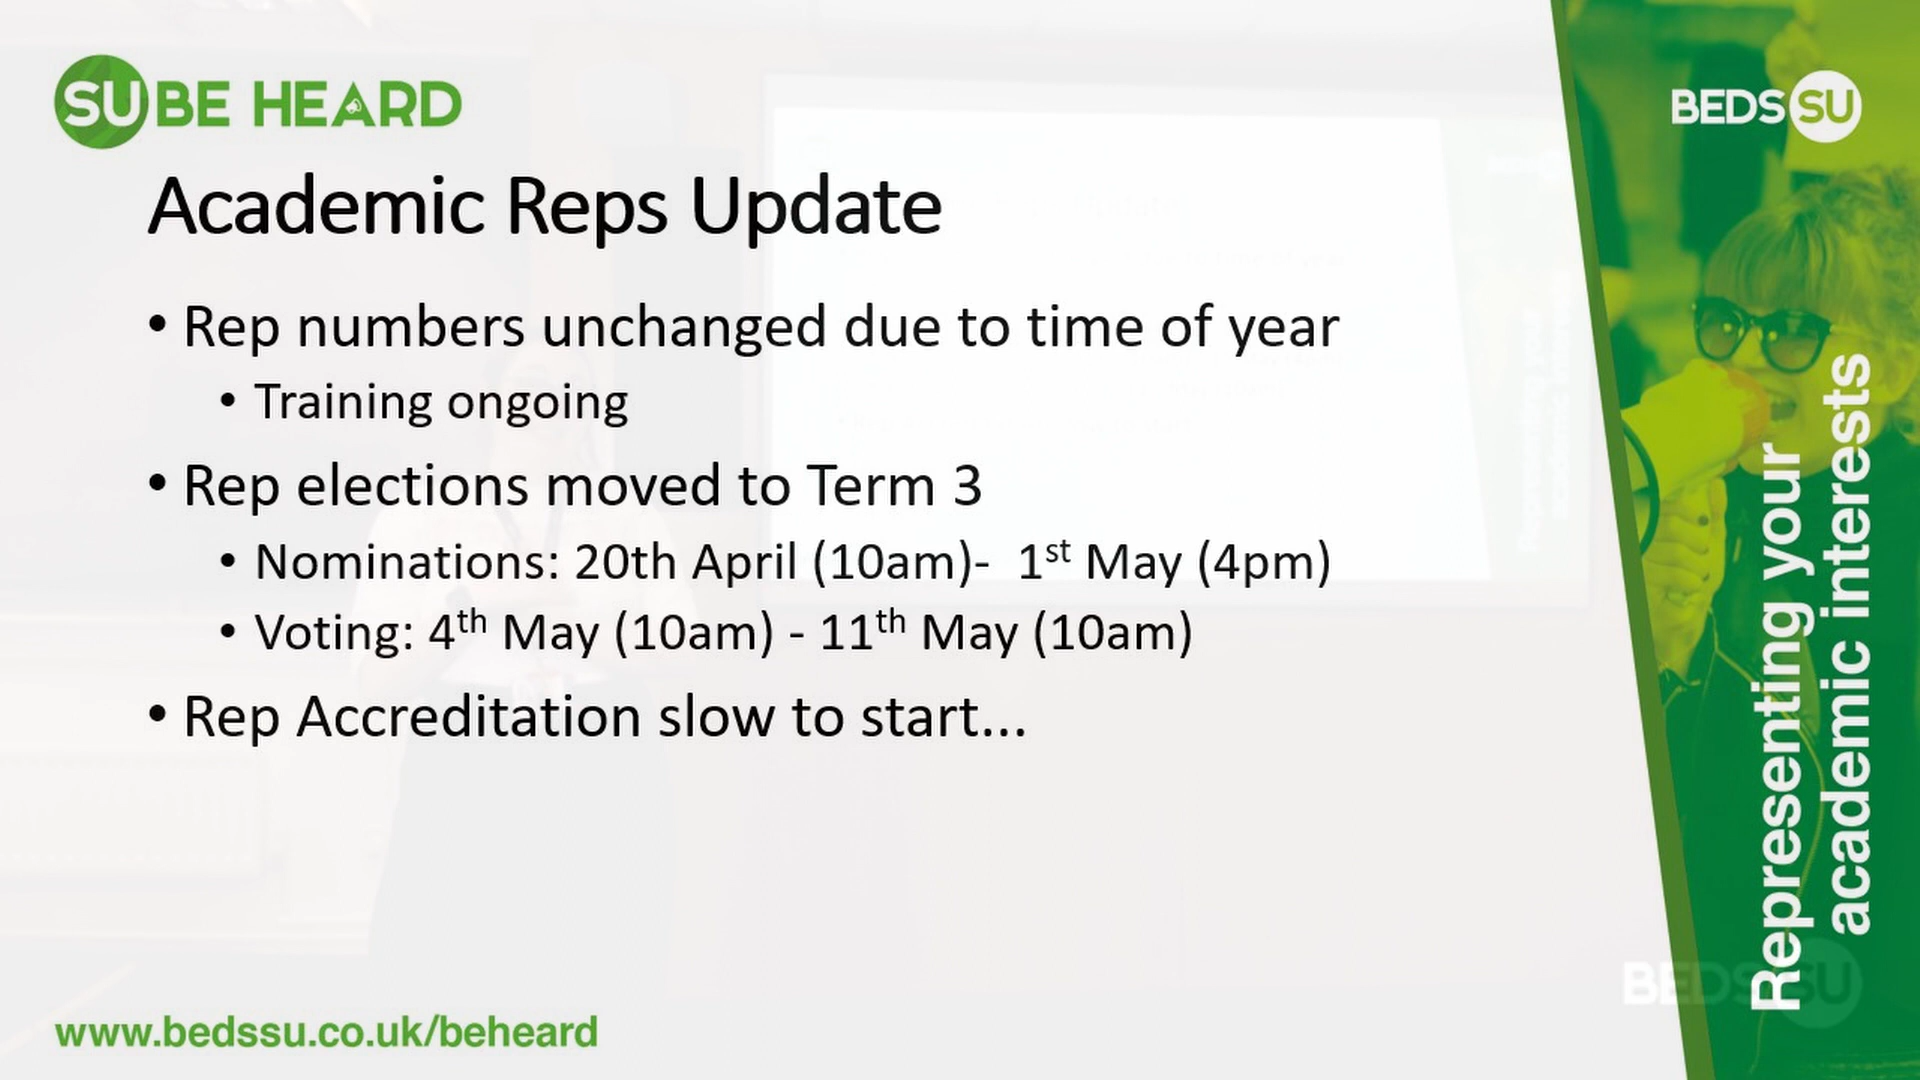 SU BE HEARD
BEDS SU
Academic Reps Update
• Rep numbers unchanged due to time of year
• Training ongoing
• Rep elections moved to Term 3
• Nominations: 20th April (10am)-  1st May (4pm)
• Voting: 4th May (10am) - 11th May (10am)
• Rep Accreditation slow to start...
Representing your
academic interests
BEDS SU
www.bedssu.co.uk/beheard